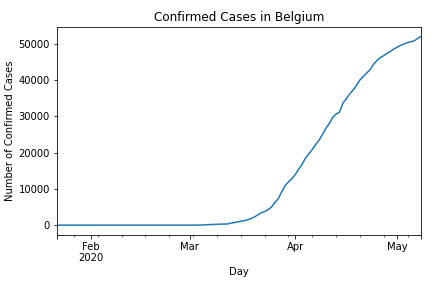 Confirmed Cases in Belgium
Number of Confirmed Cases
50000
40000
30000
20000
10000
0
Feb
2020
Mar
Apr
May
Day